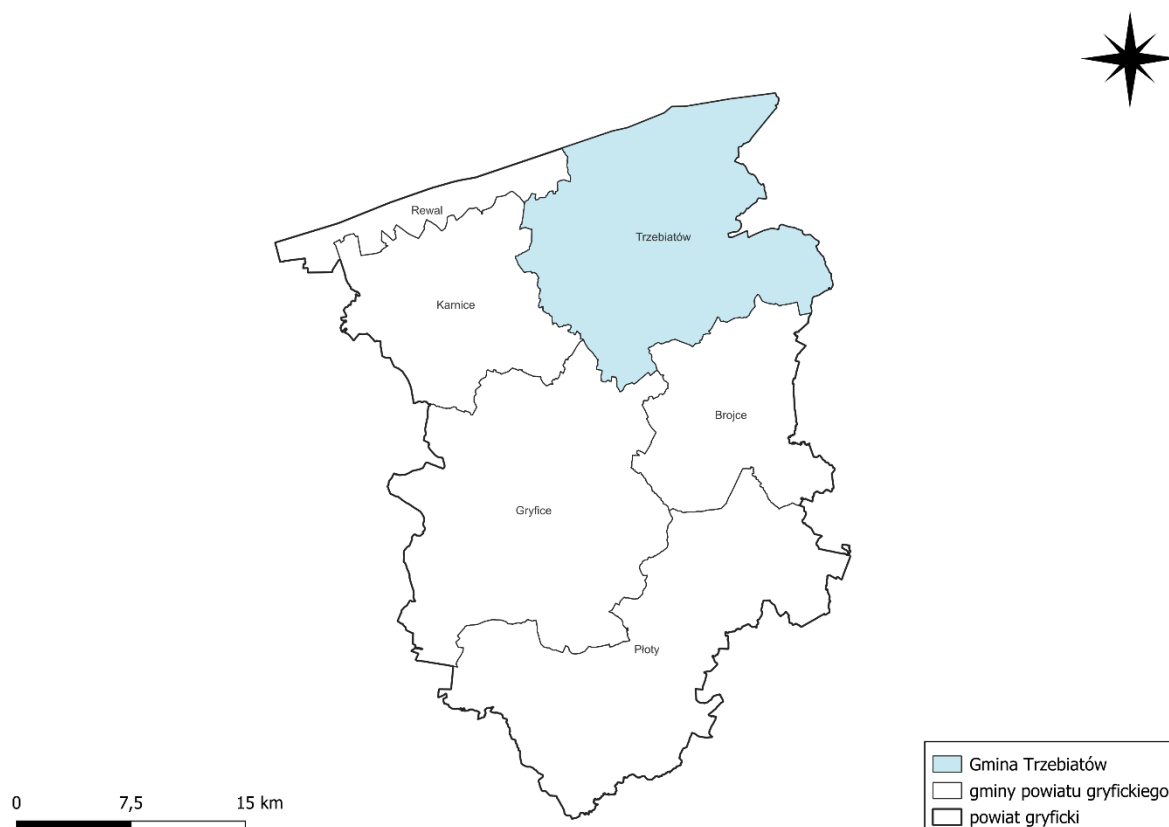 Rewal
Trzebiatów
Karnice
Brojce
Gryfice
Płoty
Gmina Trzebiatów
gminy powiatu gryfickiego
powiat gryficki
0 7,5 15 km